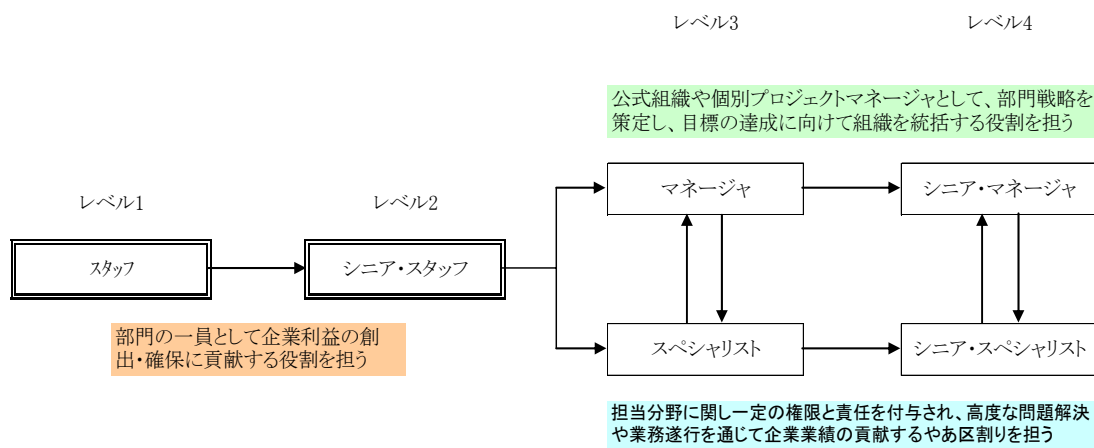 レベル3
レベル4
公式組織や個別プロジェクトマネージャとして、部門戦略を
策定し、目標の達成に向けて組織を統括する役割を担う
マネージャ
シニア・マネージャ
レベル1
レベル2
スタッフ
シニア・スタッフ
部門の一員として企業利益の創
出・確保に貢献する役割を担う
スペシャリスト
シニア・スペシャリスト
担当分野に関し一定の権限と責任を付与され、高度な問題解決
や業務遂行を通じて企業業績の貢献するやあ区割りを担う